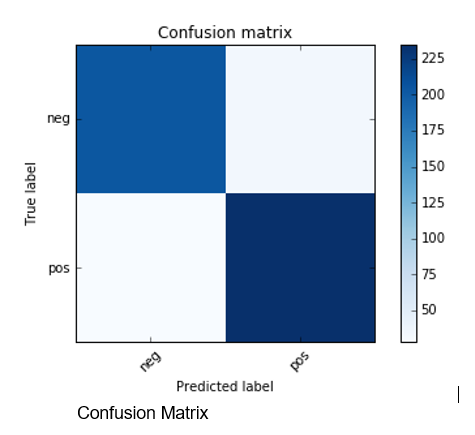 Confusion matrix
225
neg
200
175
150
125
100
pos
75
50
neg
pos
True label
Predicted label
Confusion Matrix